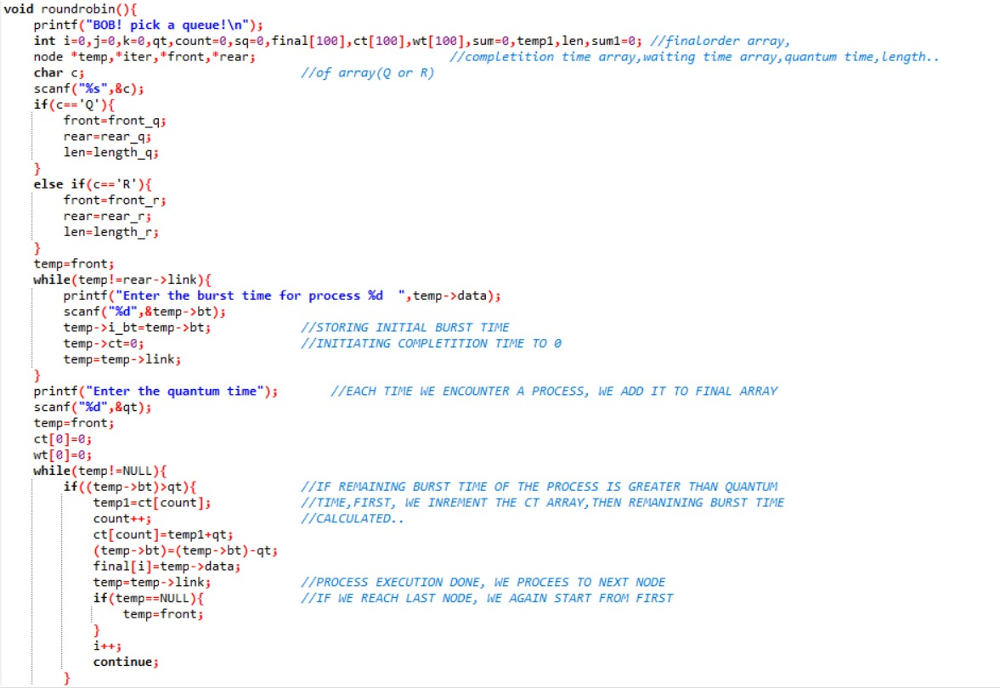 void roundrobin(){
    printf("BOB! pick a queue!\n");
    int i=0,j=0,k=0,qt,count=0,sq=0,final[100],ct[100],wt[100],sum=0,temp1,len,sum1=0; //finalorder array,
    node *temp,*iter,*front,*rear;                          //completition time array,waiting time array,quantum time,length..
    char c;                             //of array(Q or R)
    scanf("%s",&c);
    if(c=='Q'){
        front=front_q;
        rear=rear_q;
        len=length_q;
    }
    else if(c=='R'){
        front=front_r;
        rear=rear_r;
        len=length_r;
    }
    temp=front;
    while(temp!=rear->link){
        printf("Enter the burst time for process %d  ",temp->data);
        scanf("%d",&temp->bt);
        temp->i_bt=temp->bt;            //STORING INITIAL BURST TIME
        temp->ct=0;                     //INITIATING COMPLETITION TIME TO 0
        temp=temp->link;
    }
    printf("Enter the quantum time");       //EACH TIME WE ENCOUNTER A PROCESS, WE ADD IT TO FINAL ARRAY
    scanf("%d",&qt);
    temp=front;
    ct[0]=0;
    wt[0]=0;
    while(temp!=NULL){
        if((temp->bt)>qt){              //IF REMAINING BURST TIME OF THE PROCESS IS GREATER THAN QUANTUM
            temp1=ct[count];            //TIME,FIRST, WE INREMENT THE CT ARRAY,THEN REMANINING BURST TIME
            count++;                    //CALCULATED..
            ct[count]=temp1+qt;
            (temp->bt)=(temp->bt)-qt;
            final[i]=temp->data;
            temp=temp->link;            //PROCESS EXECUTION DONE, WE PROCEES TO NEXT NODE
            if(temp==NULL){             //IF WE REACH LAST NODE, WE AGAIN START FROM FIRST
                temp=front;
            }
            i++;
            continue;
        }